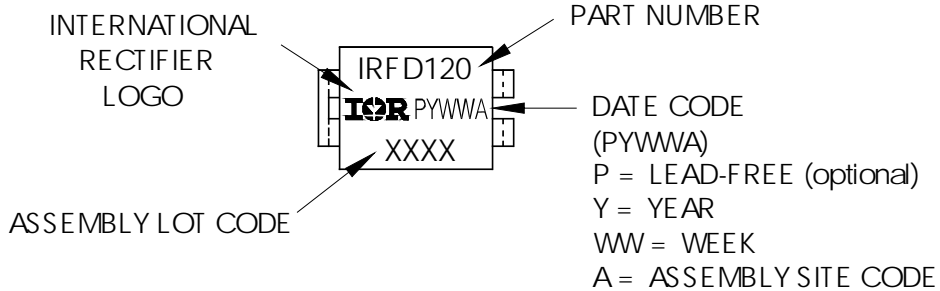 INTERNATIONAL
RECTIFIER
LOGO
PART NUMBER
IRFD120
IOR PYWWA
XXXX
ASSEMBLY LOT CODE
DATE CODE
(PYWWA)
P = LEAD-FREE (optional)
Y = YEAR
WW = WEEK
A = ASSEMBLY SITE CODE